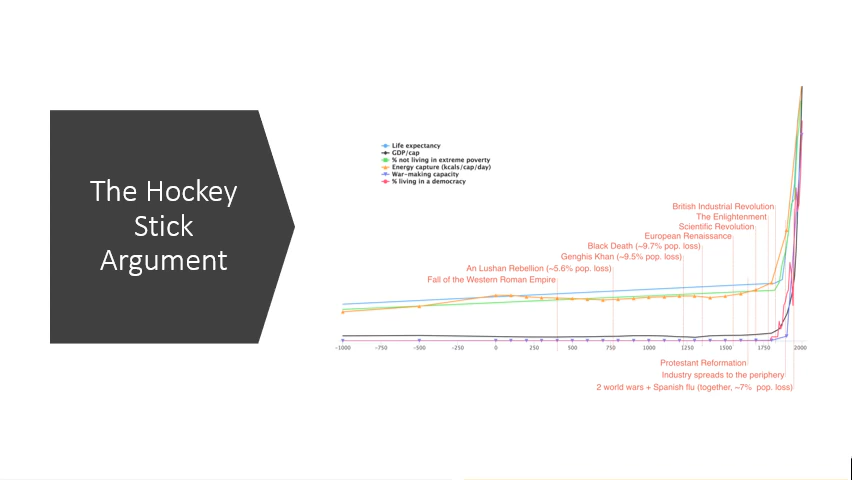 The Hockey
Stick
Argument
Life expectancy
GDP/cap
% not living in extreme poverty
Energy capture (kcals/cap/day)
War-making capacity
% living in a democracy
British Industrial Revolution
The Enlightenment
Scientific Revolution
European Renaissance
Black Death (~9.7% pop. loss)
Genghis Khan (~9.5% pop. loss)
An Lushan Rebellion (~5.6% pop. loss)
Fall of the Western Roman Empire
-1000 -750 -500 -250 0 250 500 750 1000 1250 1500 1750 2000
Protestant Reformation
Industry spreads to the periphery
2 world wars + Spanish flu (together, ~7% pop. loss)